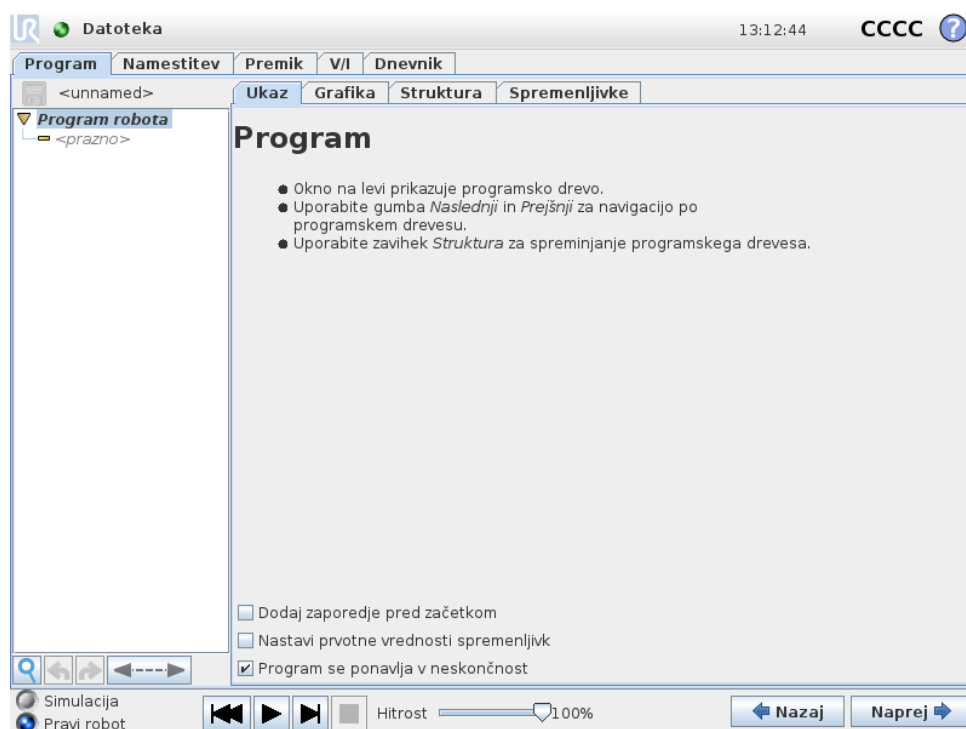 UR Datoteka 13:12:44 CCCC ?
Program Namestitev Premik V/I Dnevnik
<unnamed> Ukaz Grafika Struktura Spremenljivke
Program robota
<prazno>
Program
Okno na levi prikazuje programsko drevo.
Uporabite gumba Naslednji in Prejšnji za navigacijo po
programskem drevesu.
Uporabite zavihek Struktura za spreminjanje programskega drevesa.
Dodaj zaporedje pred začetkom
Nastavi prvotne vrednosti spremenljivk
Program se ponavlja v neskončnost
Simulacija
Pravi robot
Hitrost 100%
Nazaj Naprej